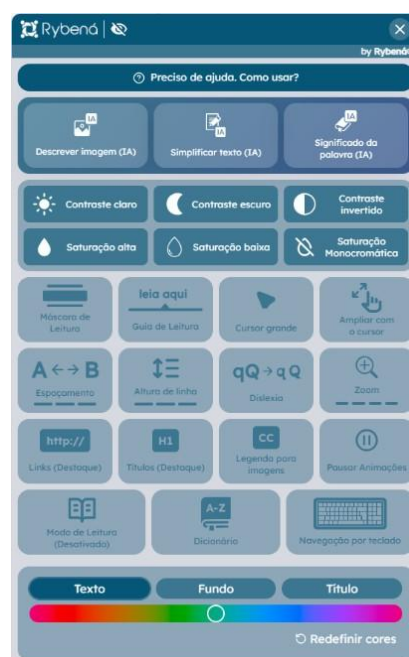 Rybená
by Rybená
Preciso de ajuda. Como usar?
IA
Descrever imagem (IA)
IA
Simplificar texto (IA)
IA
Significado da
palavra (IA)
Contraste claro
Contraste escuro
Contraste
invertido
Saturação alta
Saturação baixa
Saturação
Monocromática
Máscara de
Leitura
leia aqui
Guia de Leitura
Cursor grande
Ampliar com
o cursor
A ↔ B
Espaçamento
Altura de linha
qQ → q Q
Dislexia
Zoom
http://
Links (Destaque)
H1
Títulos (Destaque)
CC
Legenda para
imagens
Pausar Animações
Modo de Leitura
(Desativado)
A-Z
Dicionário
Navegação por teclado
Texto
Fundo
Título
Redefinir cores